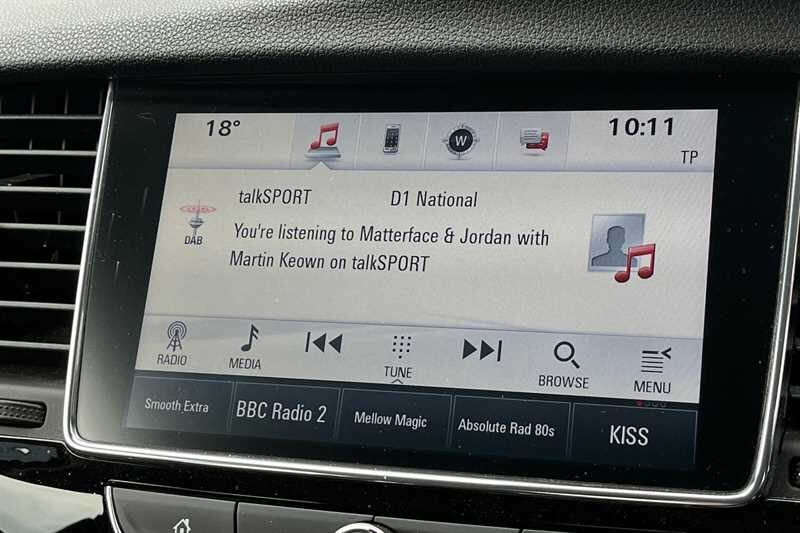 18° 10:11
W
TP
talkSPORT D1 National
DAB
You're listening to Matterface & Jordan with
Martin Keown on talkSPORT
RADIO MEDIA TUNE BROWSE MENU
Smooth Extra BBC Radio 2 Mellow Magic Absolute Rad 80s KISS